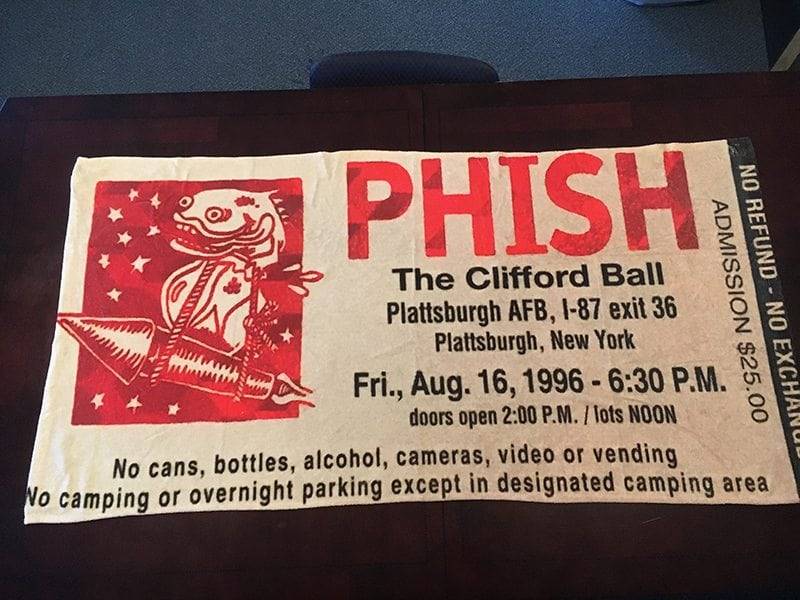 PHISH
The Clifford Ball
Plattsburgh AFB, I-87 exit 36
Plattsburgh, New York
Fri., Aug. 16, 1996 - 6:30 P.M.
doors open 2:00 P.M. / lots NOON
No cans, bottles, alcohol, cameras, video or vending
No camping or overnight parking except in designated camping area
ADMISSION $25.00
NO REFUND - NO EXCHANG